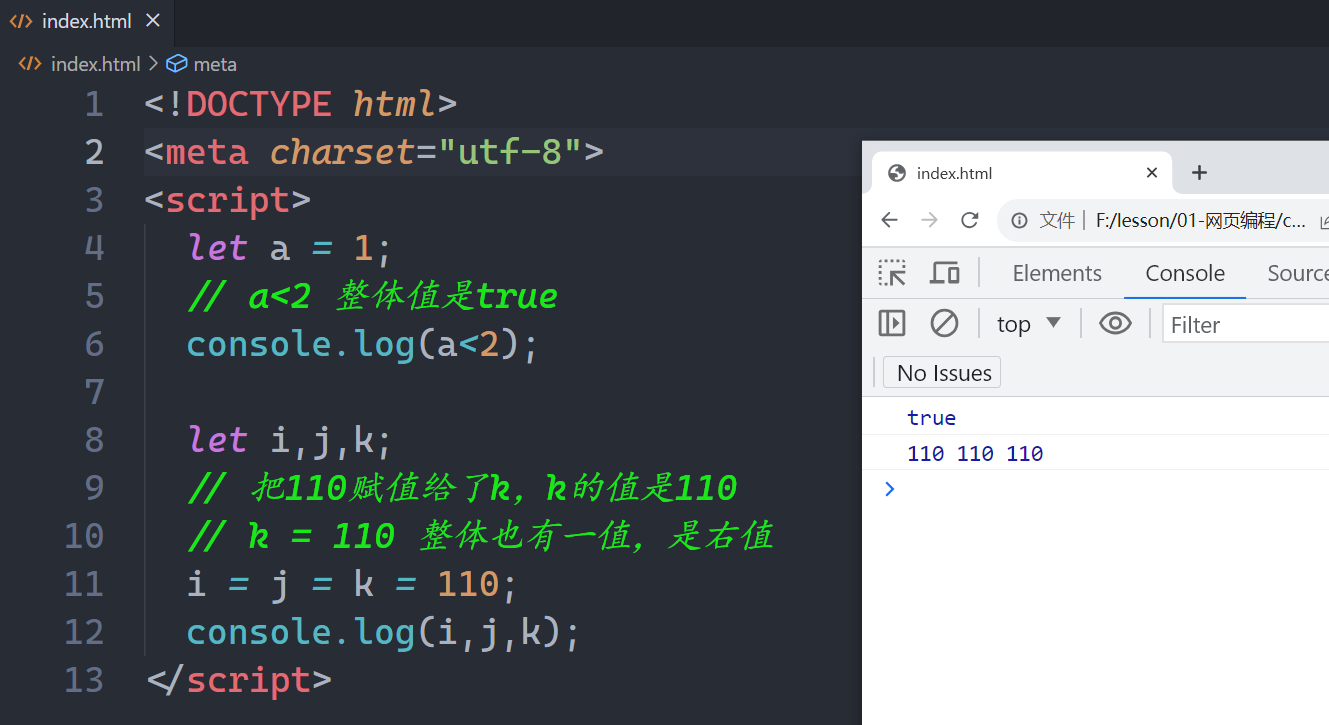 index.html
index.html > meta
1 <!DOCTYPE html>
2 <meta charset="utf-8">
3 <script>
4 let a = 1;
5 // a<2 整体值是true
6 console.log(a<2);
7
8 let i,j,k;
9 // 把110赋值给了k，k的值是110
10 // k = 110 整体也有一值，是右值
11 i = j = k = 110;
12 console.log(i,j,k);
13 </script>
index.html
文件 | F:/lesson/01-网页编程/c...
Elements Console Source
top Filter
No Issues
true
110 110 110